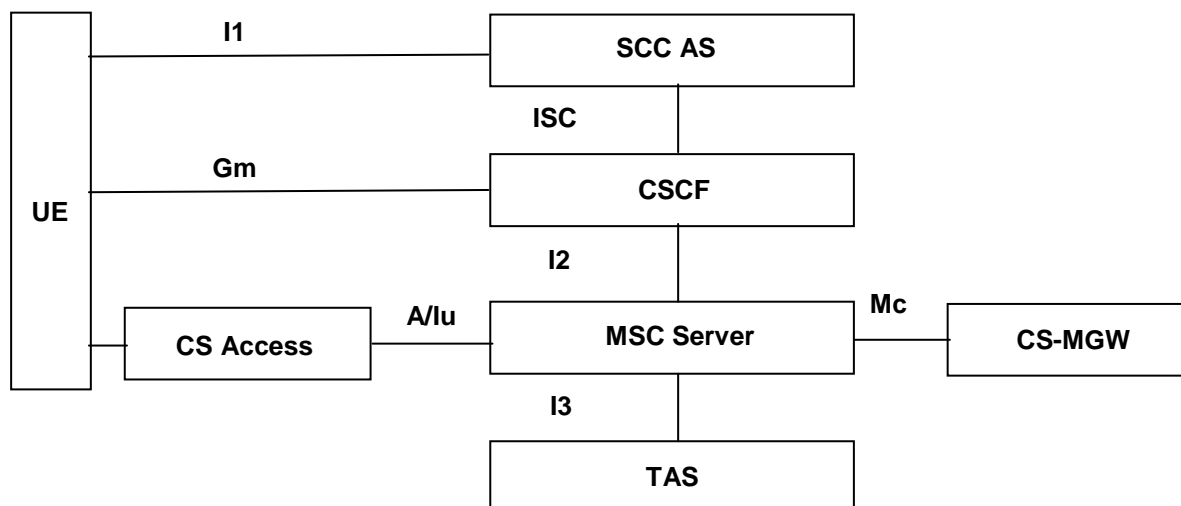 I1
SCC AS
ISC
Gm
CSCF
UE
I2
A/Iu
Mc
CS Access
MSC Server
CS-MGW
I3
TAS